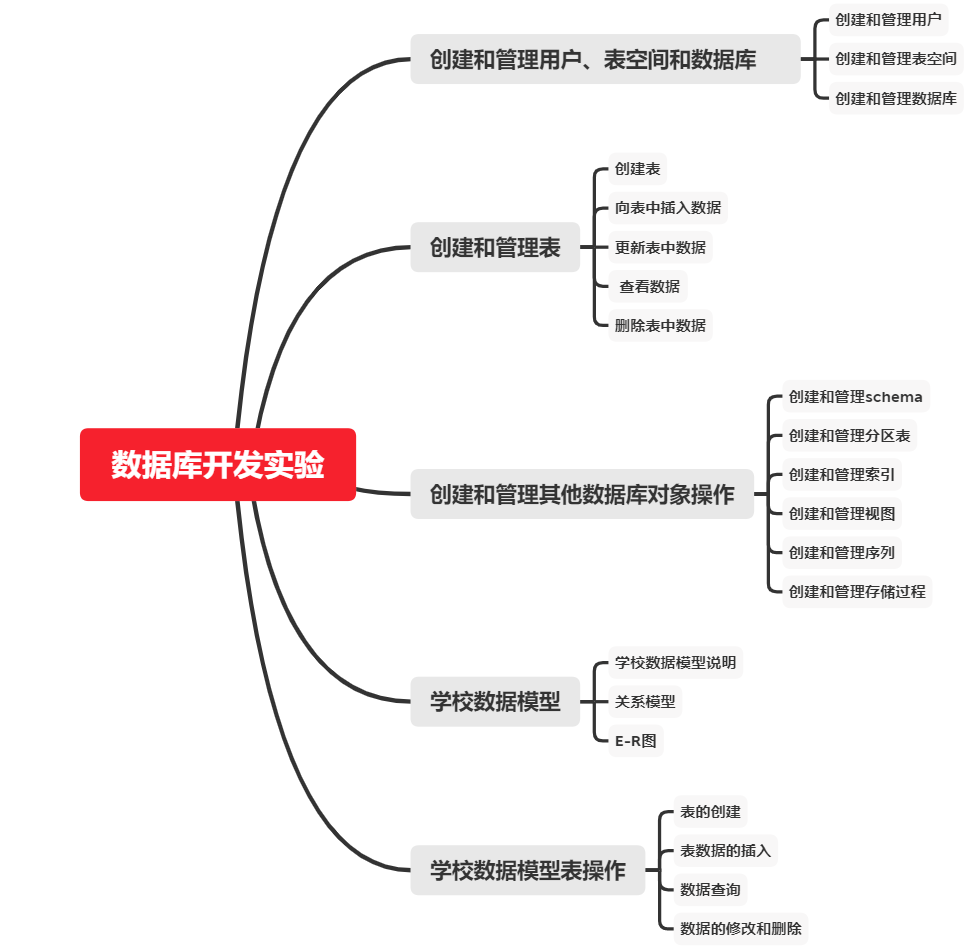 数据库开发实验
创建和管理用户、表空间和数据库
创建和管理用户
创建和管理表空间
创建和管理数据库
创建和管理表
创建表
向表中插入数据
更新表中数据
查看数据
删除表中数据
创建和管理其他数据库对象操作
创建和管理schema
创建和管理分区表
创建和管理索引
创建和管理视图
创建和管理序列
创建和管理存储过程
学校数据模型
学校数据模型说明
关系模型
E-R图
学校数据模型表操作
表的创建
表数据的插入
数据查询
数据的修改和删除